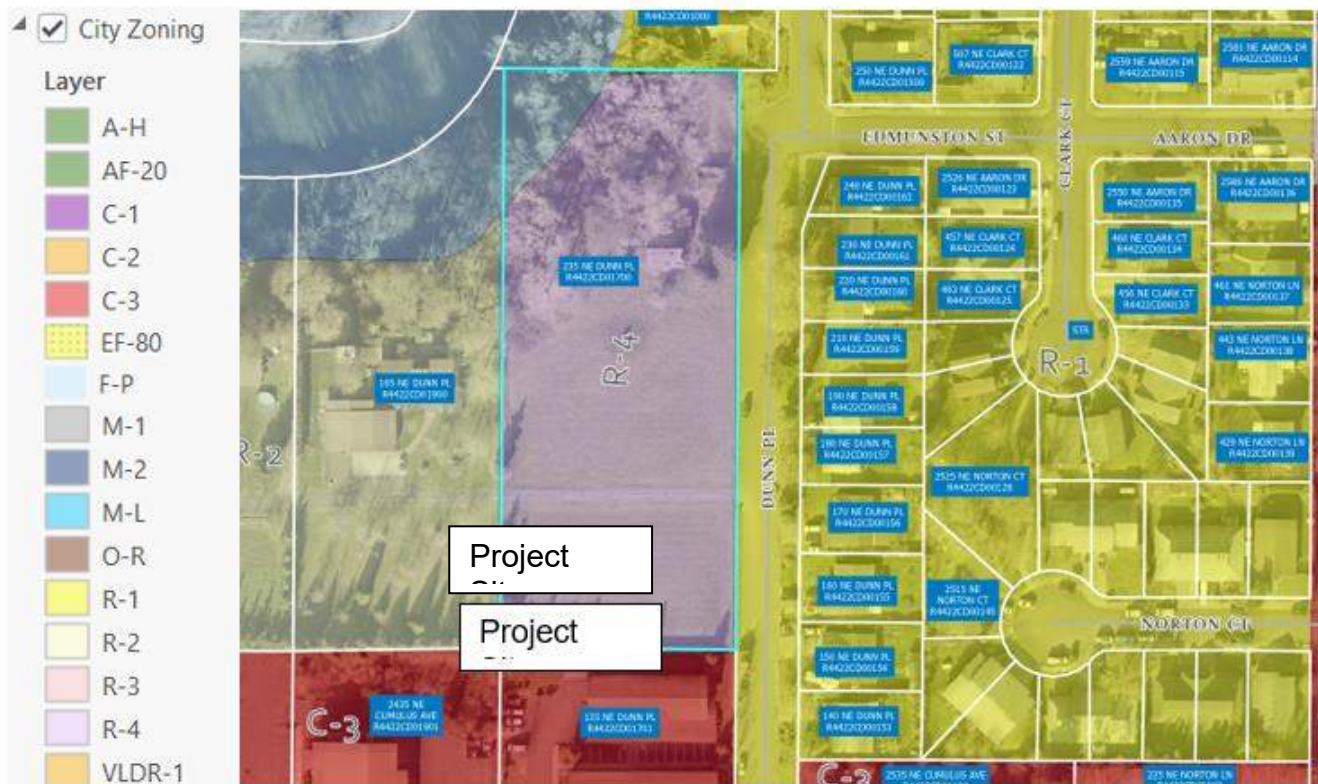 City Zoning
Layer
A-H
AF-20
C-1
C-2
C-3
EF-80
F-P
M-1
M-2
M-L
O-R
R-1
R-2
R-3
R-4
VLDR-1
R4422CD01000
250 NE DUNN PL
507 NE CLARK CT
R4422CD00122
2559 NE AARON DR
R4422CD00115
2581 NE AARON DR
R4422CD00114
EDMUNSTON ST
CLARK CT
AARON DR
240 NE DUNN PL
R4422CD00162
2526 NE AARON DR
R4422CD00123
2550 NE AARON DR
R4422CD00135
2586 NE AARON DR
R4422CD00136
230 NE DUNN PL
R4422CD00161
457 NE CLARK CT
R4422CD00124
460 NE CLARK CT
R4422CD00134
235 NE DUNN PL
R4422CD01700
220 NE DUNN PL
R4422CD00160
463 NE CLARK CT
R4422CD00125
456 NE CLARK CT
R4422CD00133
461 NE NORTON LN
R4422CD00137
210 NE DUNN PL
R4422CD00159
STR
443 NE NORTON LN
R4422CD00138
R-4
R-1
185 NE DUNN PL
R4422CD01900
190 NE DUNN PL
R4422CD00158
R-2
180 NE DUNN PL
R4422CD00157
429 NE NORTON LN
R4422CD00139
DUNN PL
2525 NE NORTON CT
R4422CD00128
170 NE DUNN PL
R4422CD00156
Project
Project
160 NE DUNN PL
R4422CD00155
2515 NE
NORTON CT
R4422CD00145
NORTON CT
150 NE DUNN PL
C-3
2435 NE
CUMULUS AVE
R4422CD01901
R4422CD01701
140 NE DUNN PL
R4422CD00153
2535 NE CUMULUS AVE
225 NE NORTON LN